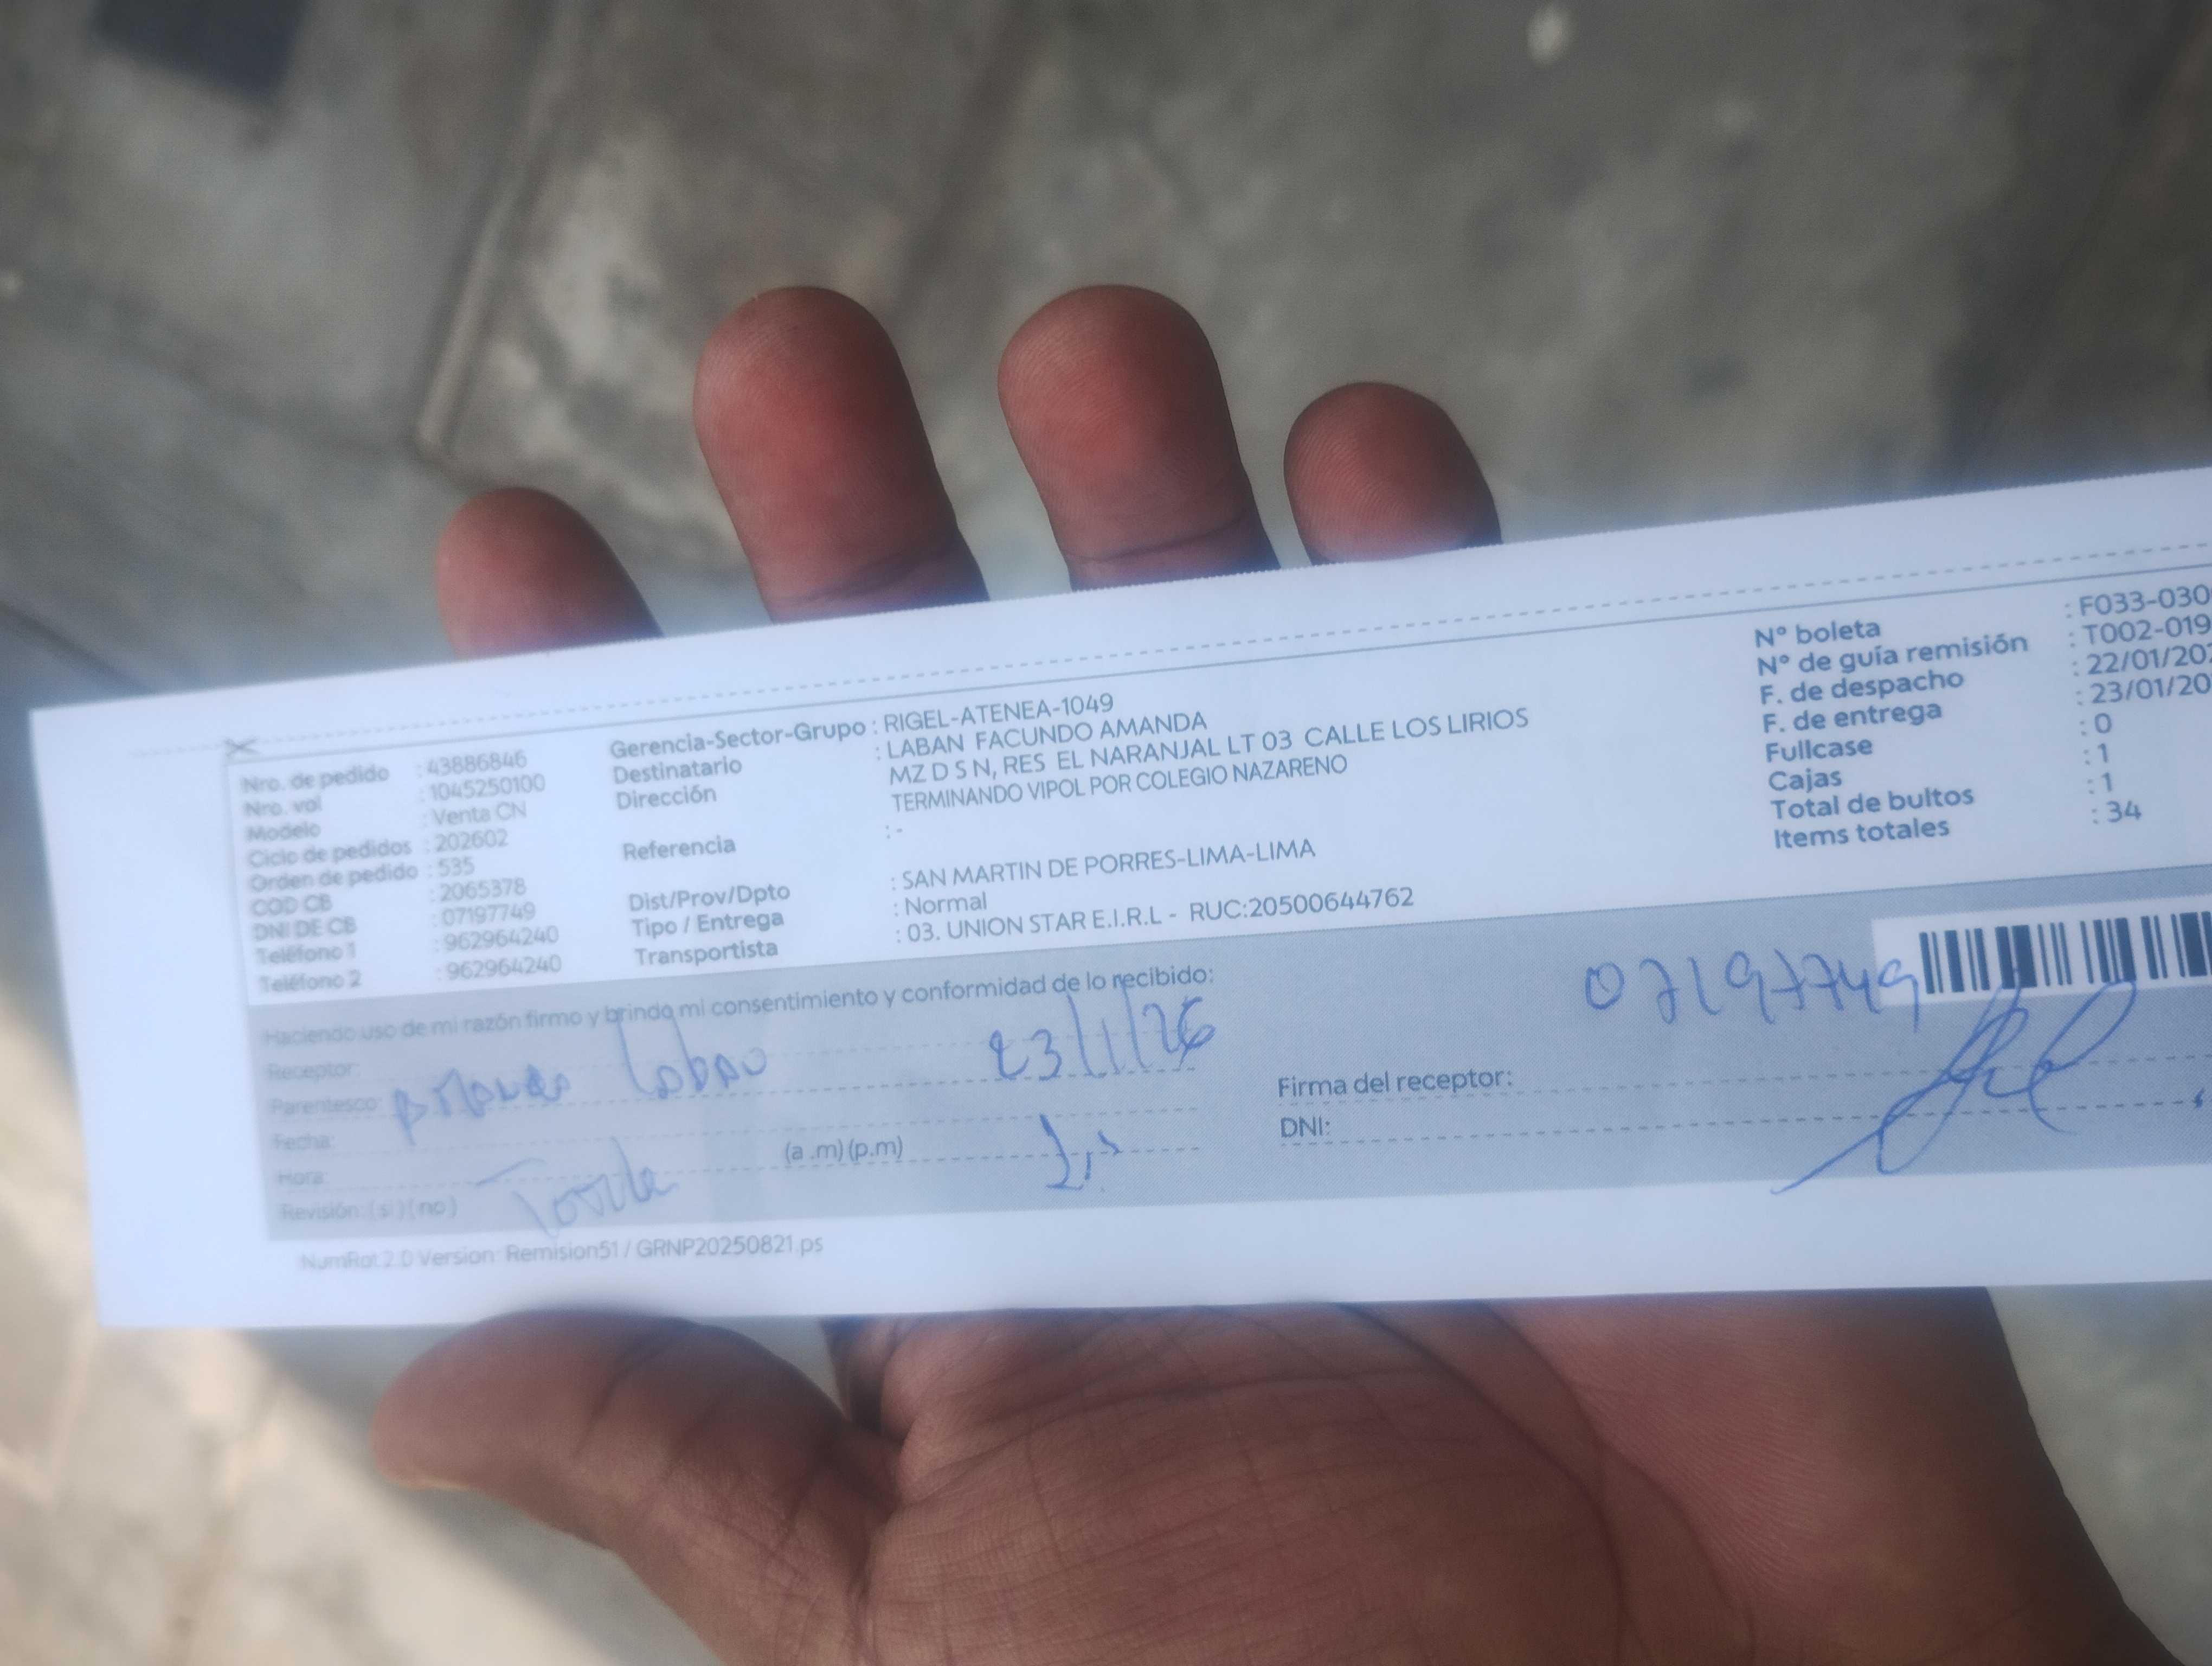 Nro. de pedido : 43886846
Nro. vol : 1045250100
Modelo : Venta CN
Ciclo de pedidos : 202602
Orden de pedido : 535
COD CB : 2065378
DNI DE CB : 07197749
Teléfono 1 : 962964240
Teléfono 2 : 962964240
Gerencia-Sector-Grupo : RIGEL-ATENEA-1049
Destinatario : LABAN FACUNDO AMANDA
Dirección MZ D S N, RES EL NARANJAL LT 03 CALLE LOS LIRIOS
TERMINANDO VIPOL POR COLEGIO NAZARENO
Referencia : -
Dist/Prov/Dpto : SAN MARTIN DE PORRES-LIMA-LIMA
Tipo / Entrega : Normal
Transportista : 03. UNION STAR E.I.R.L - RUC:20500644762
Nº boleta : F033-030
Nº de guía remisión : T002-019
F. de despacho : 22/01/202
F. de entrega : 23/01/20
Fullcase : 0
Cajas : 1
Total de bultos : 1
Items totales : 34
Haciendo uso de mi razón firmo y brindo mi consentimiento y conformidad de lo recibido:
Receptor:
Parentesco: Laban 23/1/26
Fecha:
Hora: (a .m) (p.m)
Revisión: (si) (no)
07197749
Firma del receptor:
DNI:
NumRot 2.0 Version: Remision51 / GRNP20250821.ps